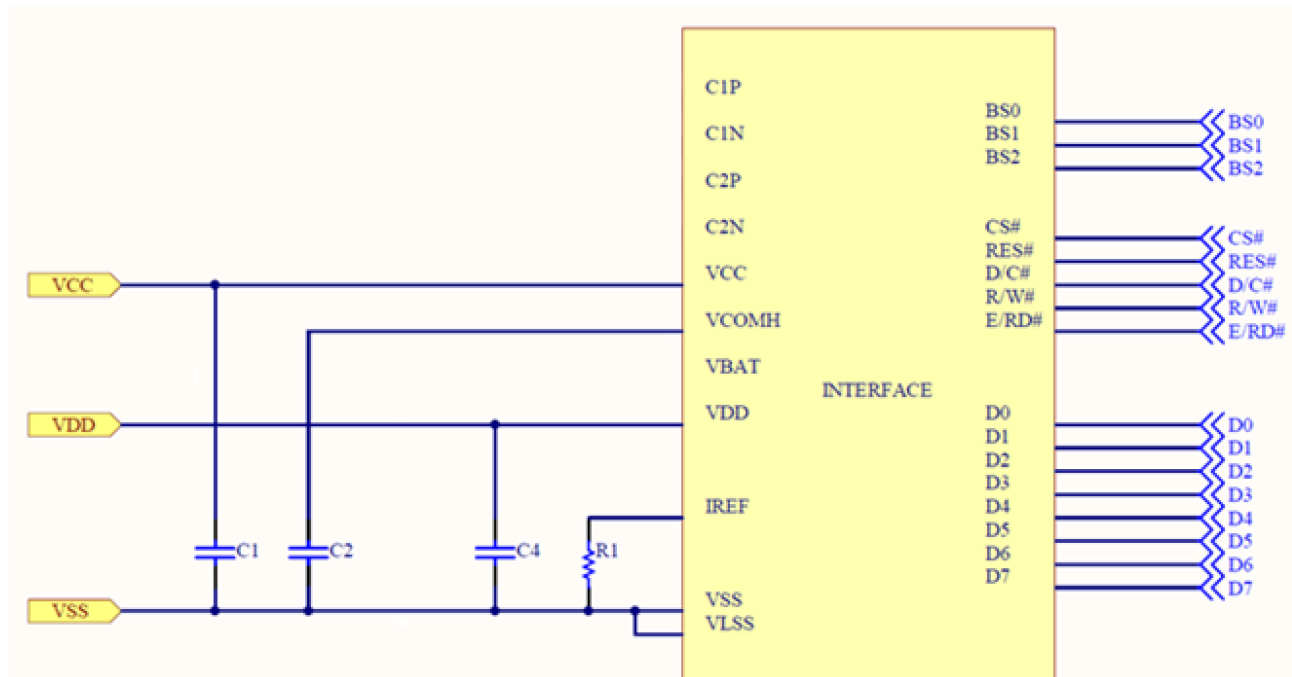 C1P
C1N
C2P
C2N
VCC
VCOMH
VBAT
VDD
IREF
VSS
VLSS
INTERFACE
BS0
BS1
BS2
CS#
RES#
D/C#
R/W#
E/RD#
D0
D1
D2
D3
D4
D5
D6
D7
BS0
BS1
BS2
CS#
RES#
D/C#
R/W#
E/RD#
D0
D1
D2
D3
D4
D5
D6
D7
VCC
VDD
VSS
C1
C2
C4
R1